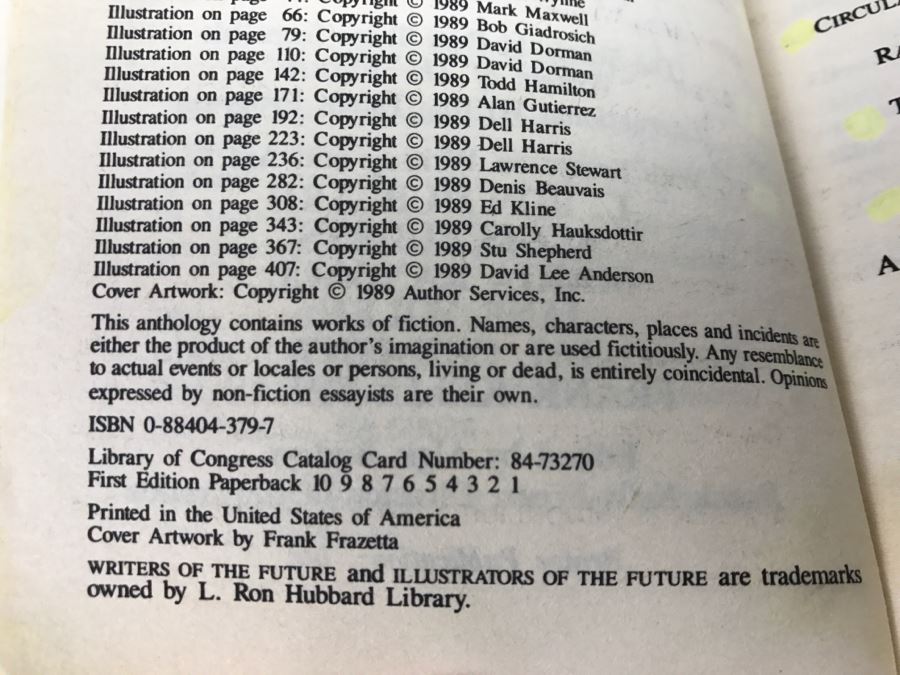 Copyright © 1989
Illustration on page 66: Copyright © 1989 Mark Maxwell
Illustration on page 79: Copyright © 1989 Bob Giadrosich
Illustration on page 110: Copyright © 1989 David Dorman
Illustration on page 142: Copyright © 1989 David Dorman
Illustration on page 171: Copyright © 1989 Todd Hamilton
Illustration on page 192: Copyright © 1989 Alan Gutierrez
Illustration on page 223: Copyright © 1989 Dell Harris
Illustration on page 236: Copyright © 1989 Dell Harris
Illustration on page 282: Copyright © 1989 Lawrence Stewart
Illustration on page 308: Copyright © 1989 Denis Beauvais
Illustration on page 343: Copyright © 1989 Ed Kline
Illustration on page 367: Copyright © 1989 Carolly Hauksdottir
Illustration on page 407: Copyright © 1989 Stu Shepherd
1989 David Lee Anderson
Cover Artwork: Copyright © 1989 Author Services, Inc.
This anthology contains works of fiction. Names, characters, places and incidents are
either the product of the author's imagination or are used fictitiously. Any resemblance
to actual events or locales or persons, living or dead, is entirely coincidental. Opinions
expressed by non-fiction essayists are their own.
ISBN 0-88404-379-7
Library of Congress Catalog Card Number: 84-73270
First Edition Paperback 10 9 8 7 6 5 4 3 2 1
Printed in the United States of America
Cover Artwork by Frank Frazetta
WRITERS OF THE FUTURE and ILLUSTRATORS OF THE FUTURE are trademarks
owned by L. Ron Hubbard Library.